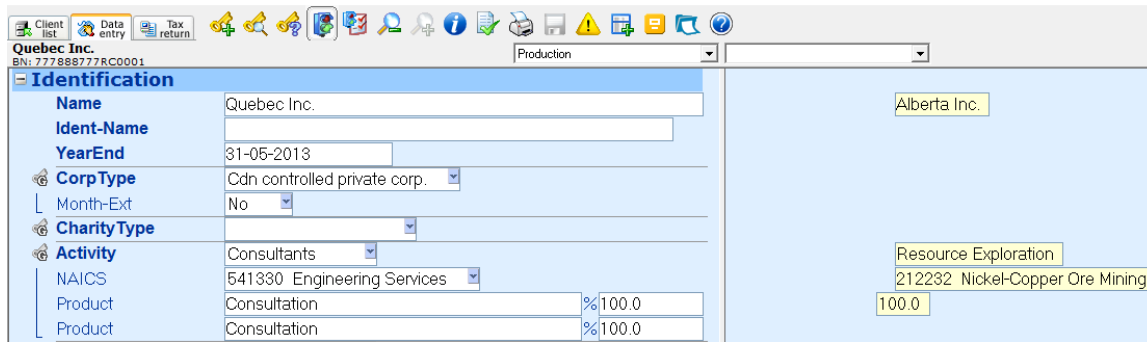 Client list Data entry Tax return
Quebec Inc.
BN: 777888777RC0001
Production
Identification
Name Quebec Inc. Alberta Inc.
Ident-Name
YearEnd 31-05-2013
CorpType Cdn controlled private corp.
Month-Ext No
CharityType
Activity Consultants Resource Exploration
NAICS 541330 Engineering Services 212232 Nickel-Copper Ore Mining
Product Consultation % 100.0 100.0
Product Consultation % 100.0